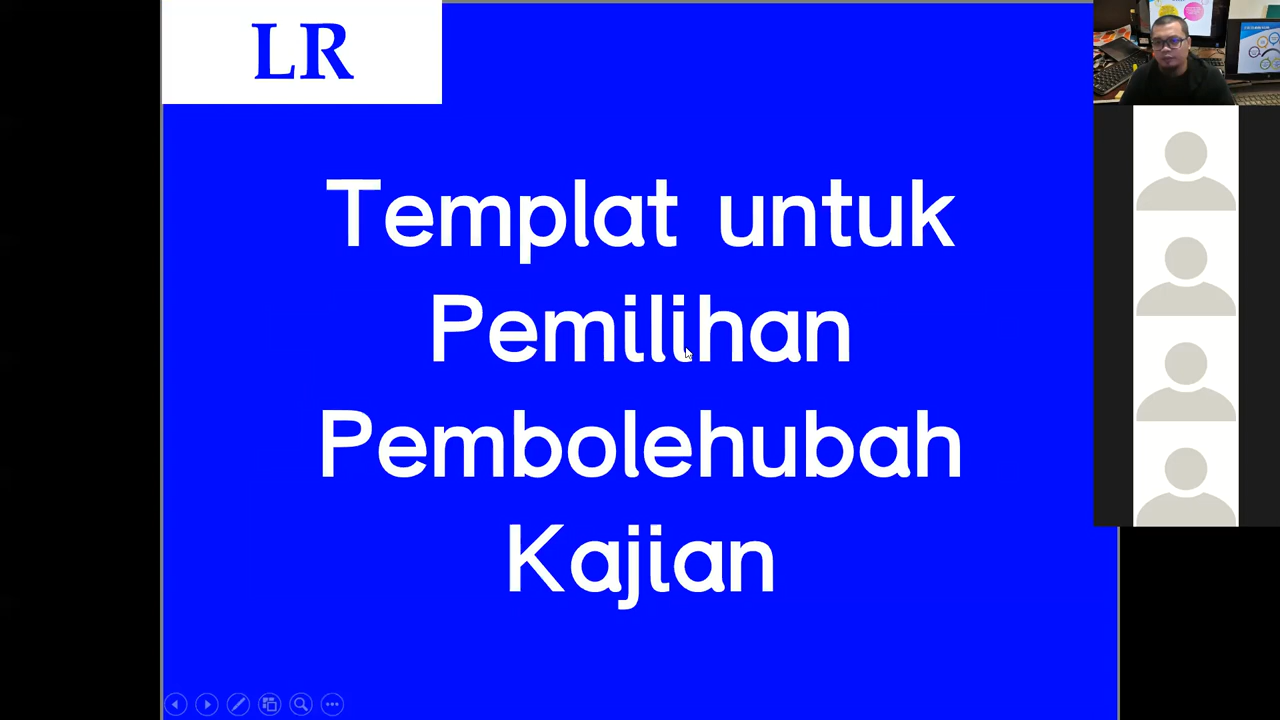 LR
Templat untuk
Pemilihan
Pembolehubah
Kajian